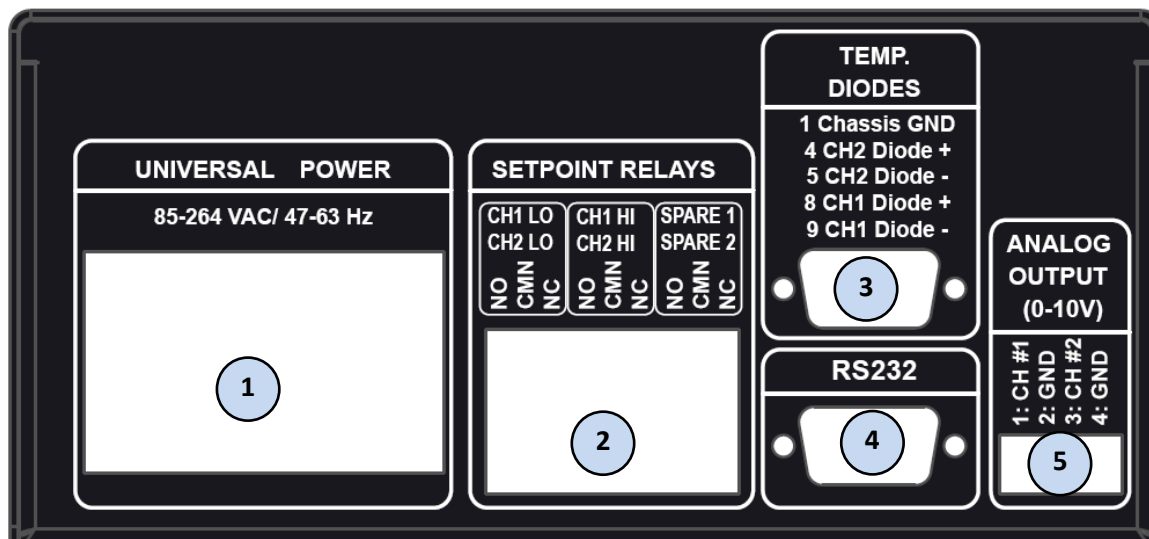 UNIVERSAL POWER
85-264 VAC/ 47-63 Hz
1
SETPOINT RELAYS
CH1 LO CH1 HI SPARE 1
CH2 LO CH2 HI SPARE 2
NO CMN NC NO CMN NC NO CMN NC
2
TEMP.
DIODES
1 Chassis GND
4 CH2 Diode +
5 CH2 Diode -
8 CH1 Diode +
9 CH1 Diode -
3
RS232
4
ANALOG
OUTPUT
(0-10V)
1: CH #1
2: GND
3: CH #2
4: GND
5